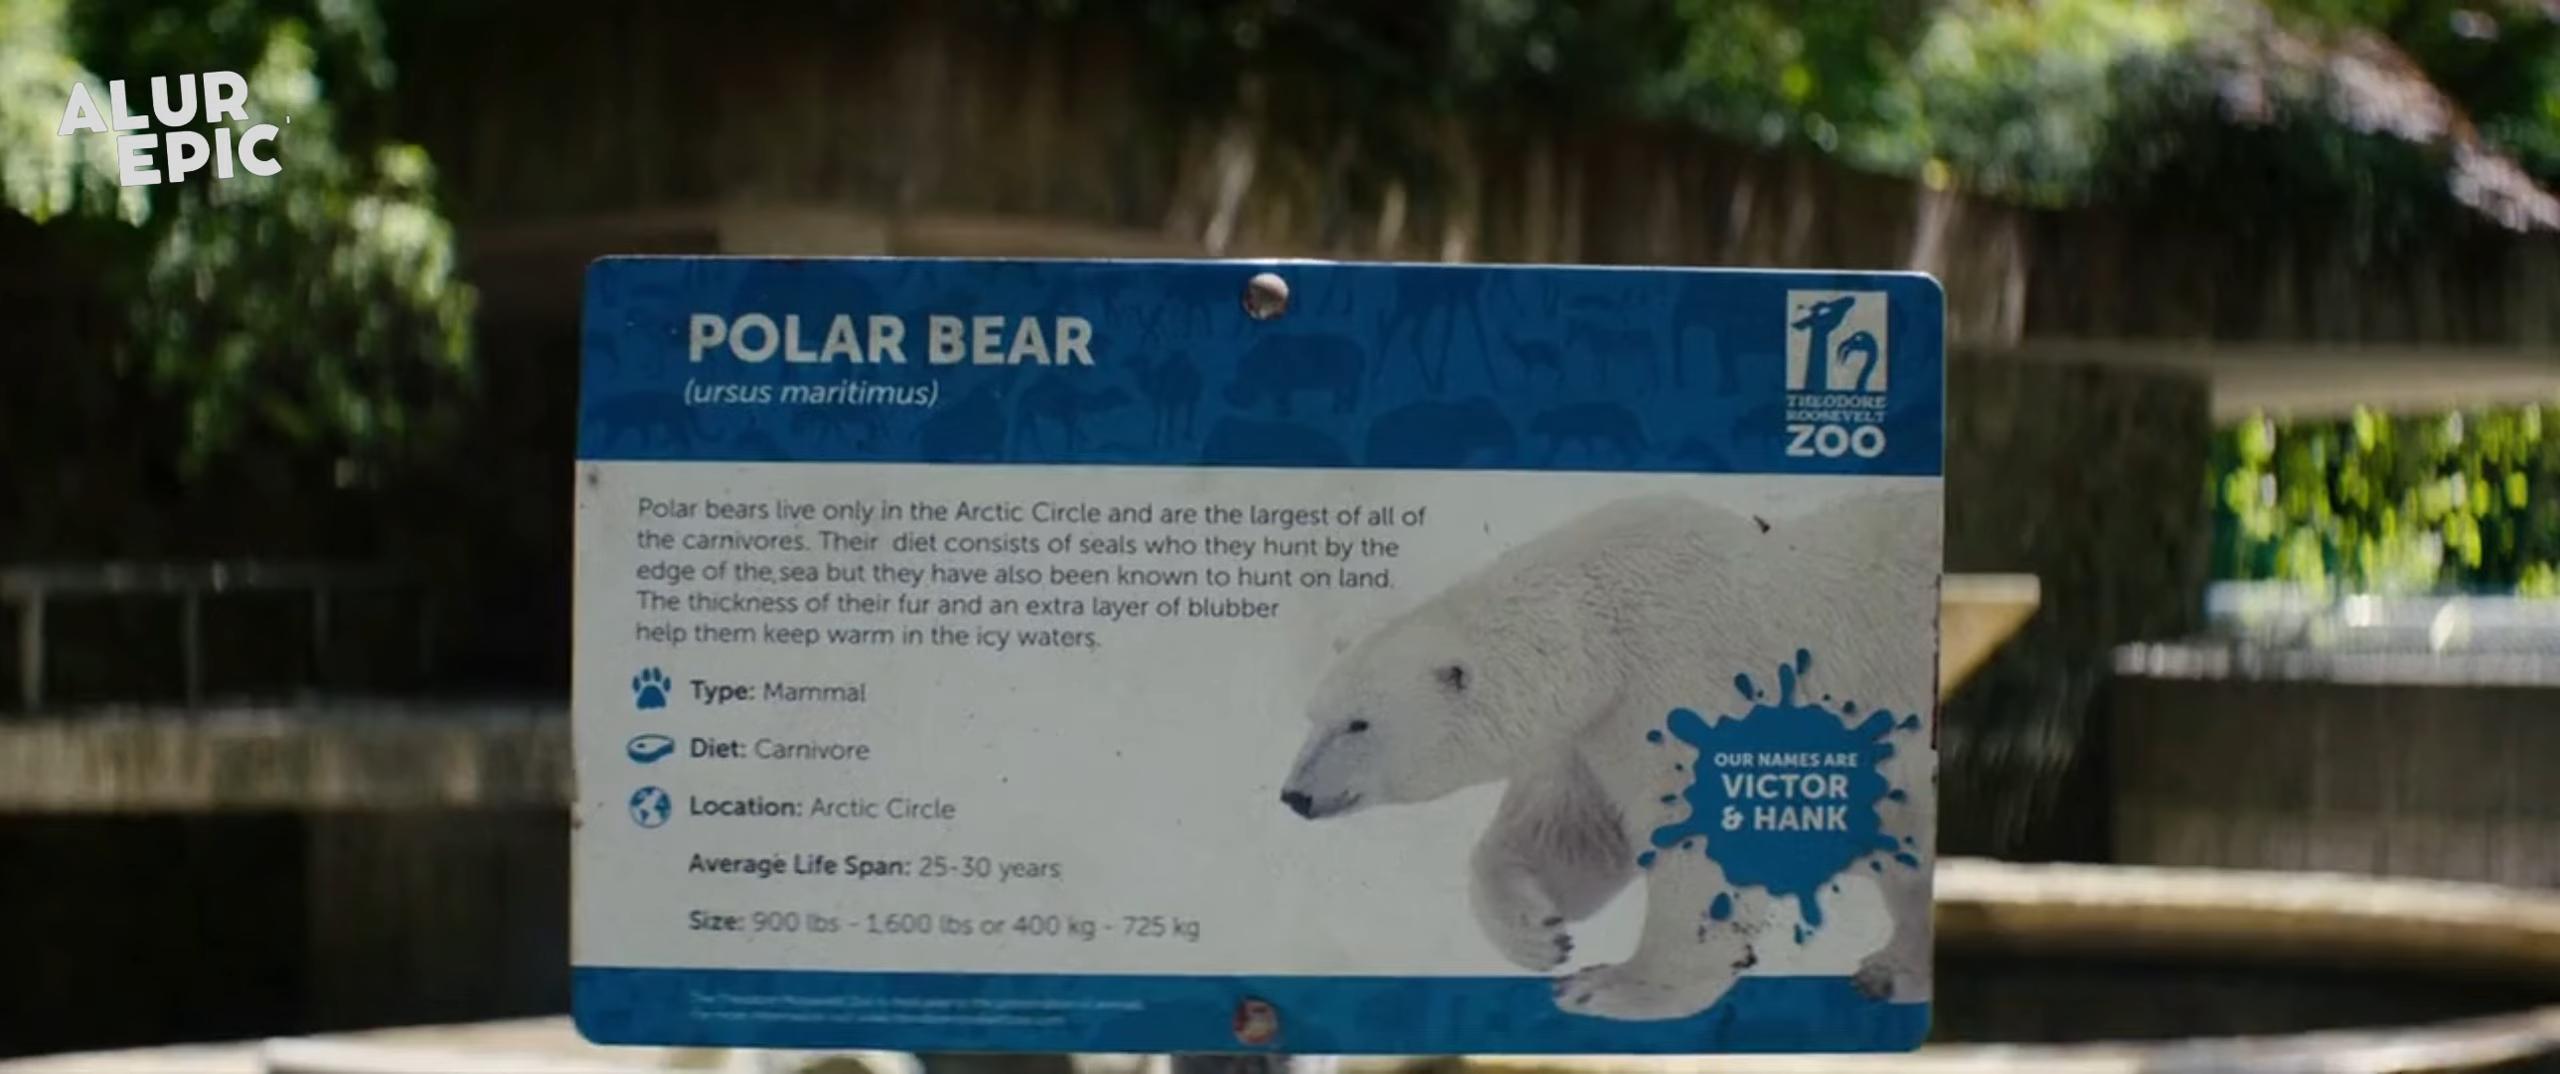 ALUR
EPIC
POLAR BEAR
(ursus maritimus)
THEODORE
ROOSEVELT
ZOO
Polar bears live only in the Arctic Circle and are the largest of all of
the carnivores. Their diet consists of seals who they hunt by the
edge of the sea but they have also been known to hunt on land.
The thickness of their fur and an extra layer of blubber
help them keep warm in the icy waters.
Type: Mammal
Diet: Carnivore
Location: Arctic Circle
Average Life Span: 25-30 years
Size: 900 lbs - 1,600 lbs or 400 kg - 725 kg
OUR NAMES ARE
VICTOR
& HANK